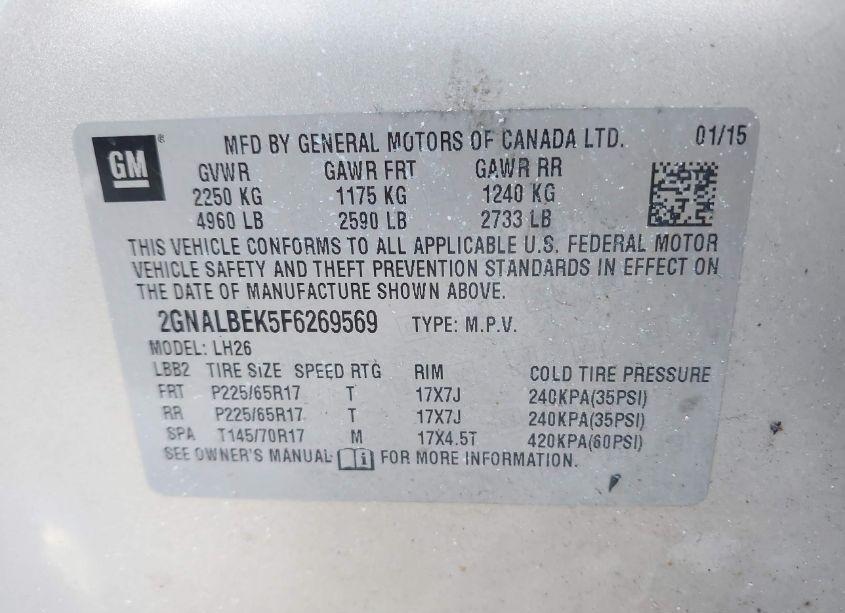 GM® MFD BY GENERAL MOTORS OF CANADA LTD. 01/15
GVWR GAWR FRT GAWR RR
2250 KG 1175 KG 1240 KG
4960 LB 2590 LB 2733 LB
THIS VEHICLE CONFORMS TO ALL APPLICABLE U.S. FEDERAL MOTOR
VEHICLE SAFETY AND THEFT PREVENTION STANDARDS IN EFFECT ON
THE DATE OF MANUFACTURE SHOWN ABOVE.
2GNALBEK5F6269569 TYPE: M.P.V.
MODEL: LH26
LBB2 TIRE SIZE SPEED RTG RIM COLD TIRE PRESSURE
FRT P225/65R17 T 17X7J 240KPA(35PSI)
RR P225/65R17 T 17X7J 240KPA(35PSI)
SPA T145/70R17 M 17X4.5T 420KPA(60PSI)
SEE OWNER'S MANUAL i FOR MORE INFORMATION.